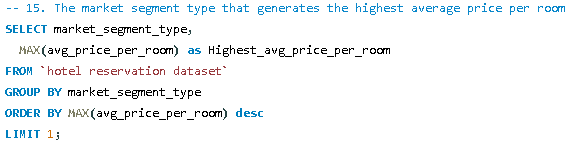 -- 15. The market segment type that generates the highest average price per room
SELECT market_segment_type,
MAX(avg_price_per_room) as Highest_avg_price_per_room
FROM `hotel reservation dataset`
GROUP BY market_segment_type
ORDER BY MAX(avg_price_per_room) desc
LIMIT 1;